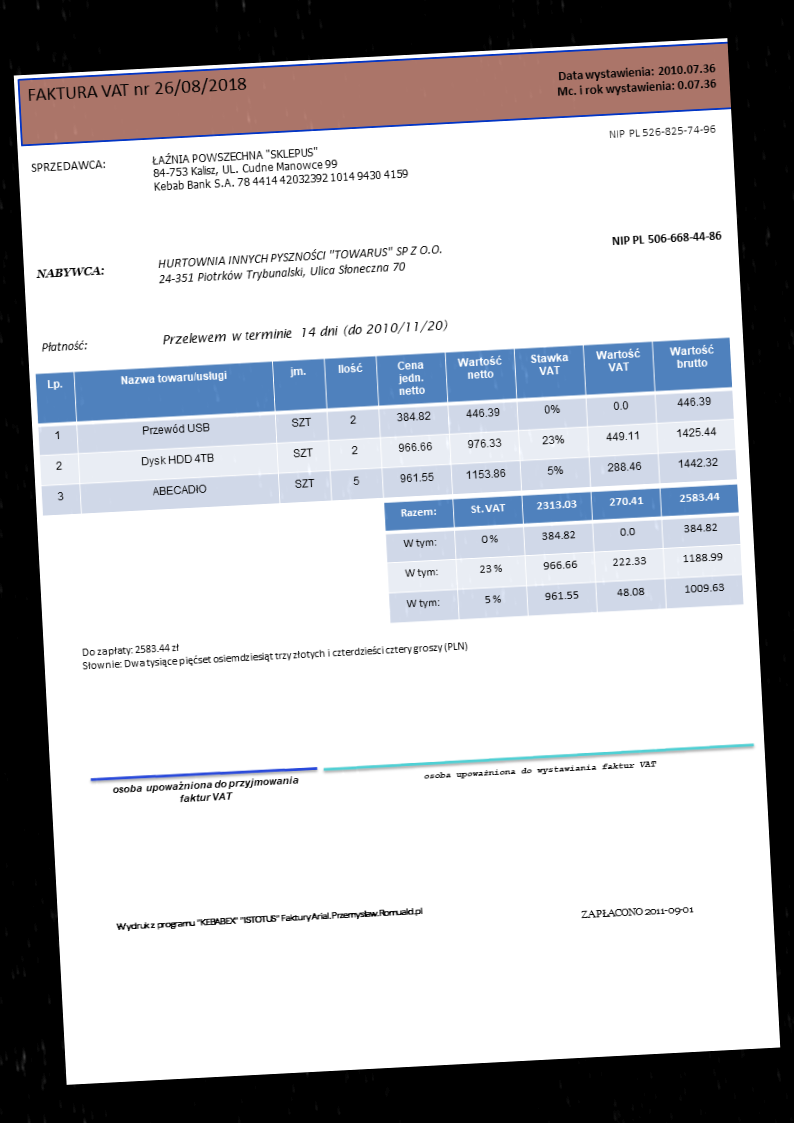 FAKTURA VAT nr 26/08/2018
Data wystawienia: 2010.07.36
Mc. i rok wystawienia: 0.07.36
NIP PL 526-825-74-96
SPRZEDAWCA:
ŁAŹNIA POWSZECHNA "SKLEPUS"
84-753 Kalisz, UL. Cudne Manowce 99
Kebab Bank S.A. 78 4414 42032392 1014 9430 4159
NIP PL 506-668-44-86
NABYWCA:
HURTOWNIA INNYCH PYSZNOŚCI "TOWARUS" SP Z O.O.
24-351 Piotrków Trybunalski, Ulica Słoneczna 70
Płatność:
Przelewem w terminie 14 dni (do 2010/11/20)
Lp. Nazwa towaru/usługi jm. Ilość Cena jedn. netto Wartość netto Stawka VAT Wartość VAT Wartość brutto
1 Przewód USB SZT 2 384.82 446.39 0% 0.0 446.39
2 Dysk HDD 4TB SZT 2 966.66 976.33 23% 449.11 1425.44
3 ABECADŁO SZT 5 961.55 1153.86 5% 288.46 1442.32
Razem: St.VAT 2313.03 270.41 2583.44
W tym: 0% 384.82 0.0 384.82
W tym: 23% 966.66 222.33 1188.99
W tym: 5% 961.55 48.08 1009.63
Do zapłaty: 2583.44 zł
Słownie: Dwa tysiące pięćset osiemdziesiąt trzy złotych i czterdzieści cztery groszy (PLN)
osoba upoważniona do przyjmowania
faktur VAT
osoba upoważniona do wystawiania faktur VAT
Wydruk z programu "KEBABEX" "ISTOTUS" Faktury.Arial.Przemyslaw.Romuald.pl
ZAPŁACONO 2011-09-01